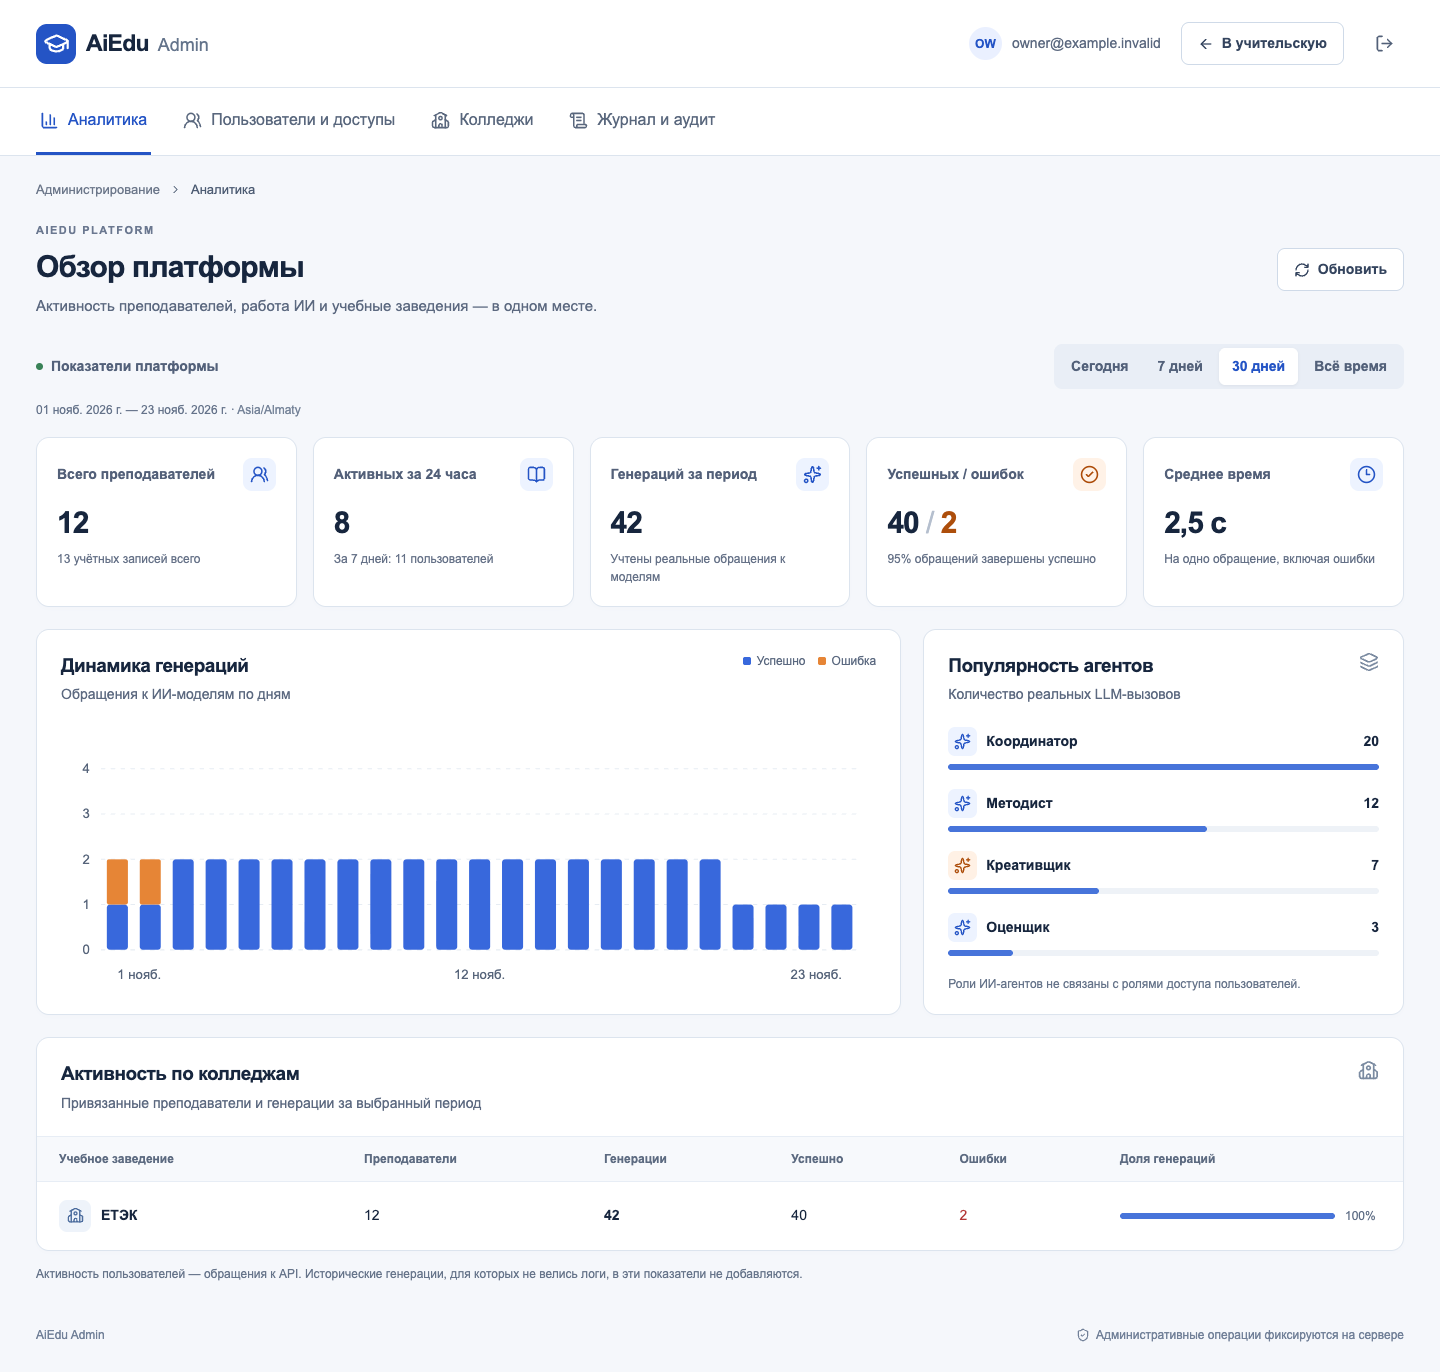 AiEdu Admin
OW owner@example.invalid
В учительскую
Аналитика
Пользователи и доступы
Колледжи
Журнал и аудит
Администрирование > Аналитика
AIEDU PLATFORM
Обзор платформы
Обновить
Активность преподавателей, работа ИИ и учебные заведения — в одном месте.
Показатели платформы
Сегодня 7 дней 30 дней Всё время
01 нояб. 2026 г. — 23 нояб. 2026 г. · Asia/Almaty
Всего преподавателей
12
13 учётных записей всего
Активных за 24 часа
8
За 7 дней: 11 пользователей
Генераций за период
42
Учтены реальные обращения к
моделям
Успешных / ошибок
40 / 2
95% обращений завершены успешно
Среднее время
2,5 с
На одно обращение, включая ошибки
Динамика генераций
Успешно Ошибка
Обращения к ИИ-моделям по дням
4
3
2
1
0
1 нояб. 12 нояб. 23 нояб.
Популярность агентов
Количество реальных LLM-вызовов
Координатор 20
Методист 12
Креативщик 7
Оценщик 3
Роли ИИ-агентов не связаны с ролями доступа пользователей.
Активность по колледжам
Привязанные преподаватели и генерации за выбранный период
Учебное заведение Преподаватели Генерации Успешно Ошибки Доля генераций
ЕТЭК 12 42 40 2 100%
Активность пользователей — обращения к API. Исторические генерации, для которых не велись логи, в эти показатели не добавляются.
AiEdu Admin
Административные операции фиксируются на сервере